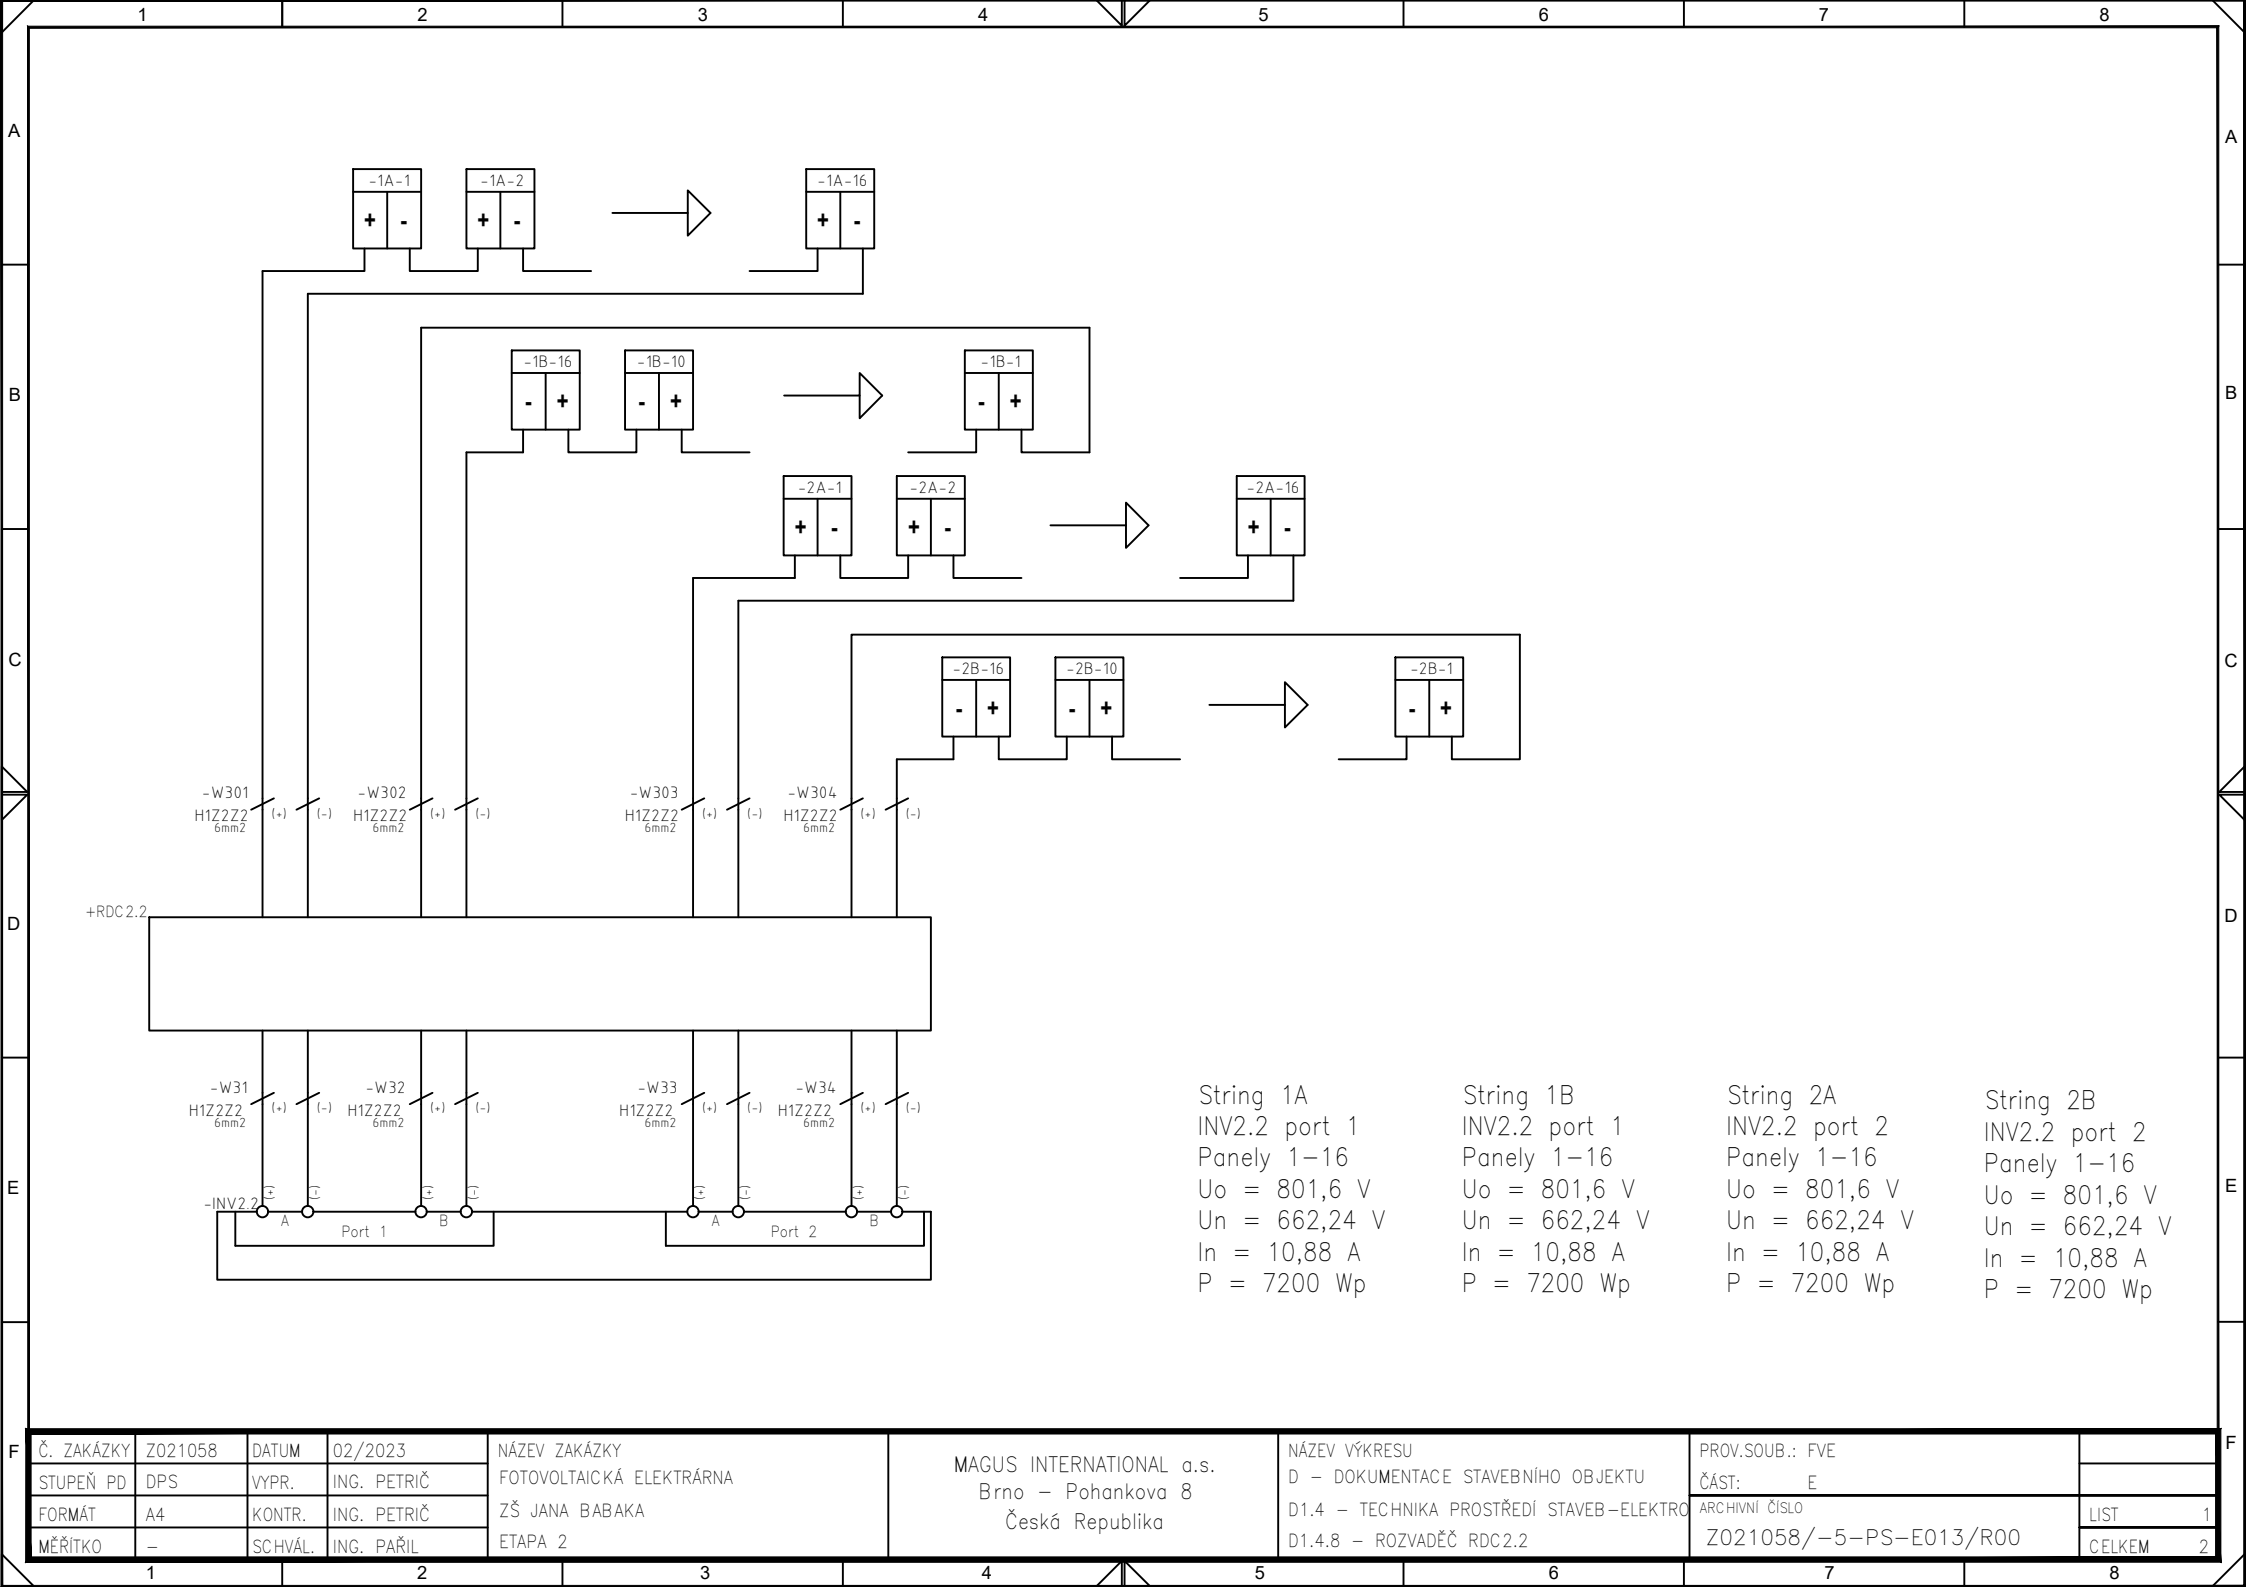 1 2 3 4 5 6 7 8
A A
-1A-1 -1A-2 -1A-16
+ - + - + -
B B
-1B-16 -1B-10 -1B-1
- + - + - +
-2A-1 -2A-2 -2A-16
+ - + - + -
C C
-2B-16 -2B-10 -2B-1
- + - + - +
-W301 -W302 -W303 -W304
H1Z2Z2 (+) (-) H1Z2Z2 (+) (-) H1Z2Z2 (+) (-) H1Z2Z2 (+) (-)
6mm2 6mm2 6mm2 6mm2
+RDC2.2
D D
-W31 -W32 -W33 -W34
H1Z2Z2 (+) (-) H1Z2Z2 (+) (-) H1Z2Z2 (+) (-) H1Z2Z2 (+) (-)
6mm2 6mm2 6mm2 6mm2
E E
(+) (-) (+) (-) (+) (-) (+) (-)
-INV2.2
A B A B
Port 1 Port 2
String 1A
INV2.2 port 1
Panely 1-16
Uo = 801,6 V
Un = 662,24 V
In = 10,88 A
P = 7200 Wp
String 1B
INV2.2 port 1
Panely 1-16
Uo = 801,6 V
Un = 662,24 V
In = 10,88 A
P = 7200 Wp
String 2A
INV2.2 port 2
Panely 1-16
Uo = 801,6 V
Un = 662,24 V
In = 10,88 A
P = 7200 Wp
String 2B
INV2.2 port 2
Panely 1-16
Uo = 801,6 V
Un = 662,24 V
In = 10,88 A
P = 7200 Wp
F F
Č. ZAKÁZKY Z021058 DATUM 02/2023
STUPEŇ PD DPS VYPR. ING. PETRIČ
FORMÁT A4 KONTR. ING. PETRIČ
MĚŘÍTKO - SCHVÁL. ING. PAŘIL
NÁZEV ZAKÁZKY
FOTOVOLTAICKÁ ELEKTRÁRNA
ZŠ JANA BABAKA
ETAPA 2
MAGUS INTERNATIONAL a.s.
Brno - Pohankova 8
Česká Republika
NÁZEV VÝKRESU
D - DOKUMENTACE STAVEBNÍHO OBJEKTU
D1.4 - TECHNIKA PROSTŘEDÍ STAVEB-ELEKTRO
D1.4.8 - ROZVADĚČ RDC2.2
PROV.SOUB.: FVE
ČÁST: E
ARCHIVNÍ ČÍSLO
Z021058/-5-PS-E013/R00
LIST 1
CELKEM 2
1 2 3 4 5 6 7 8